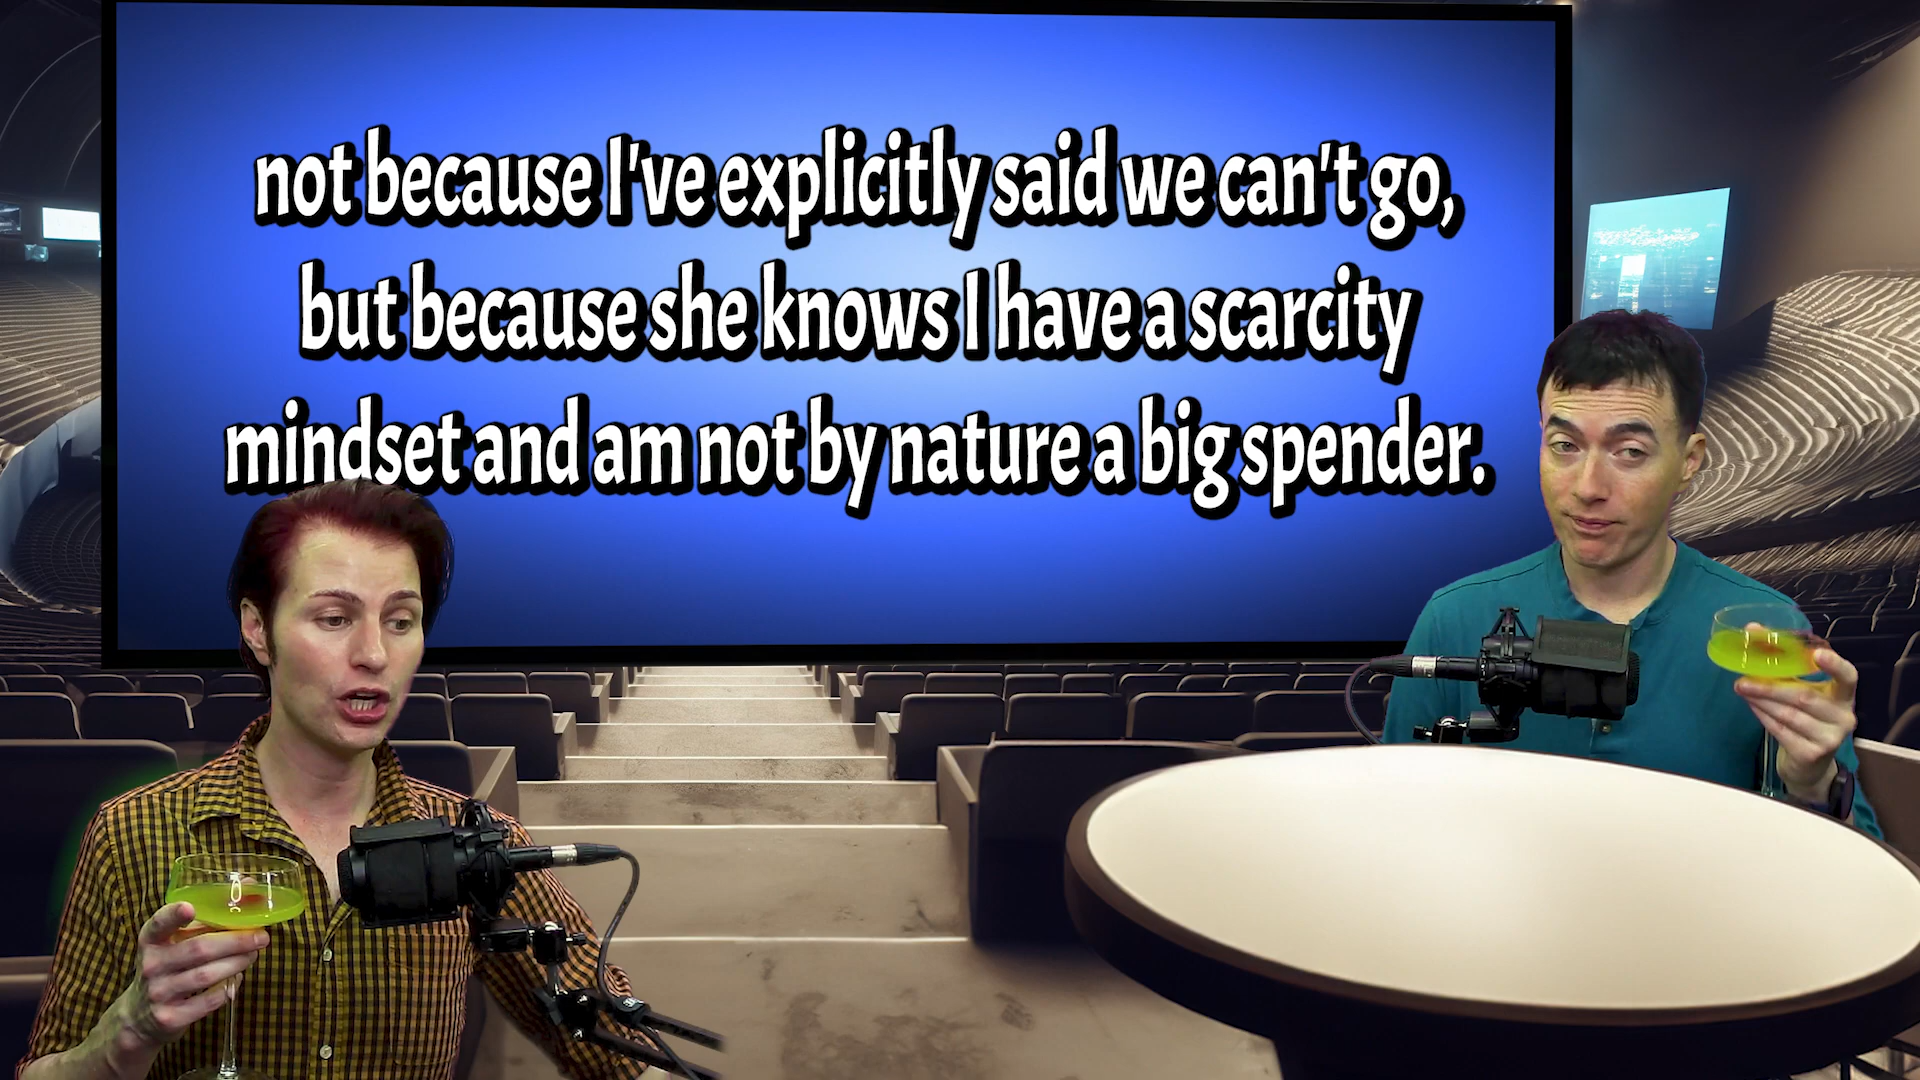 not because I've explicitly said we can't go,
but because she knows I have a scarcity
mindset and am not by nature a big spender.